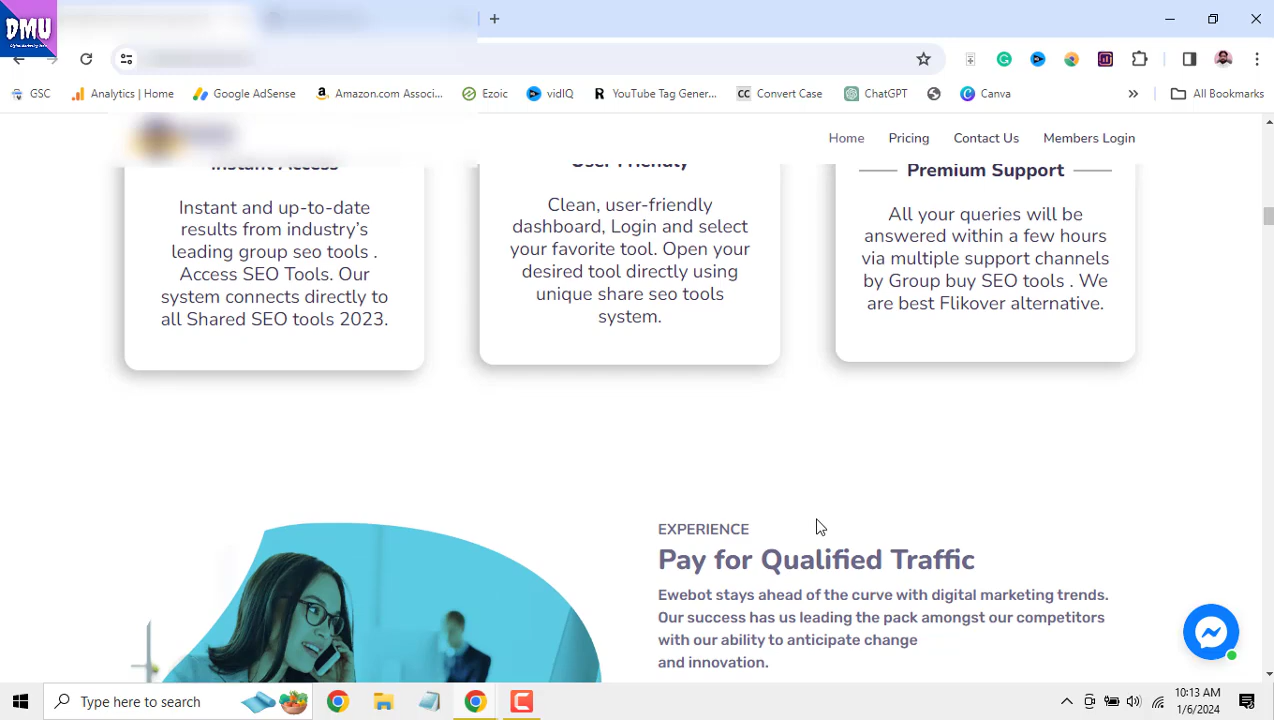 DMU
GSC
Analytics | Home
Google AdSense
Amazon.com Associ...
Ezoic
vidIQ
R
YouTube Tag Generat...
CC
Convert Case
ChatGPT
Canva
All Bookmarks
Home
Pricing
Contact Us
Members Login
Instant Access
Instant and up-to-date
results from industry's
leading group seo tools .
Access SEO Tools. Our
system connects directly to
all Shared SEO tools 2023.
User Friendly
Clean, user-friendly
dashboard, Login and select
your favorite tool. Open your
desired tool directly using
unique share seo tools
system.
Premium Support
All your queries will be
answered within a few hours
via multiple support channels
by Group buy SEO tools . We
are best Flikover alternative.
EXPERIENCE
Pay for Qualified Traffic
Ewebot stays ahead of the curve with digital marketing trends.
Our success has us leading the pack amongst our competitors
with our ability to anticipate change
and innovation.
Type here to search
10:13 AM
1/6/2024